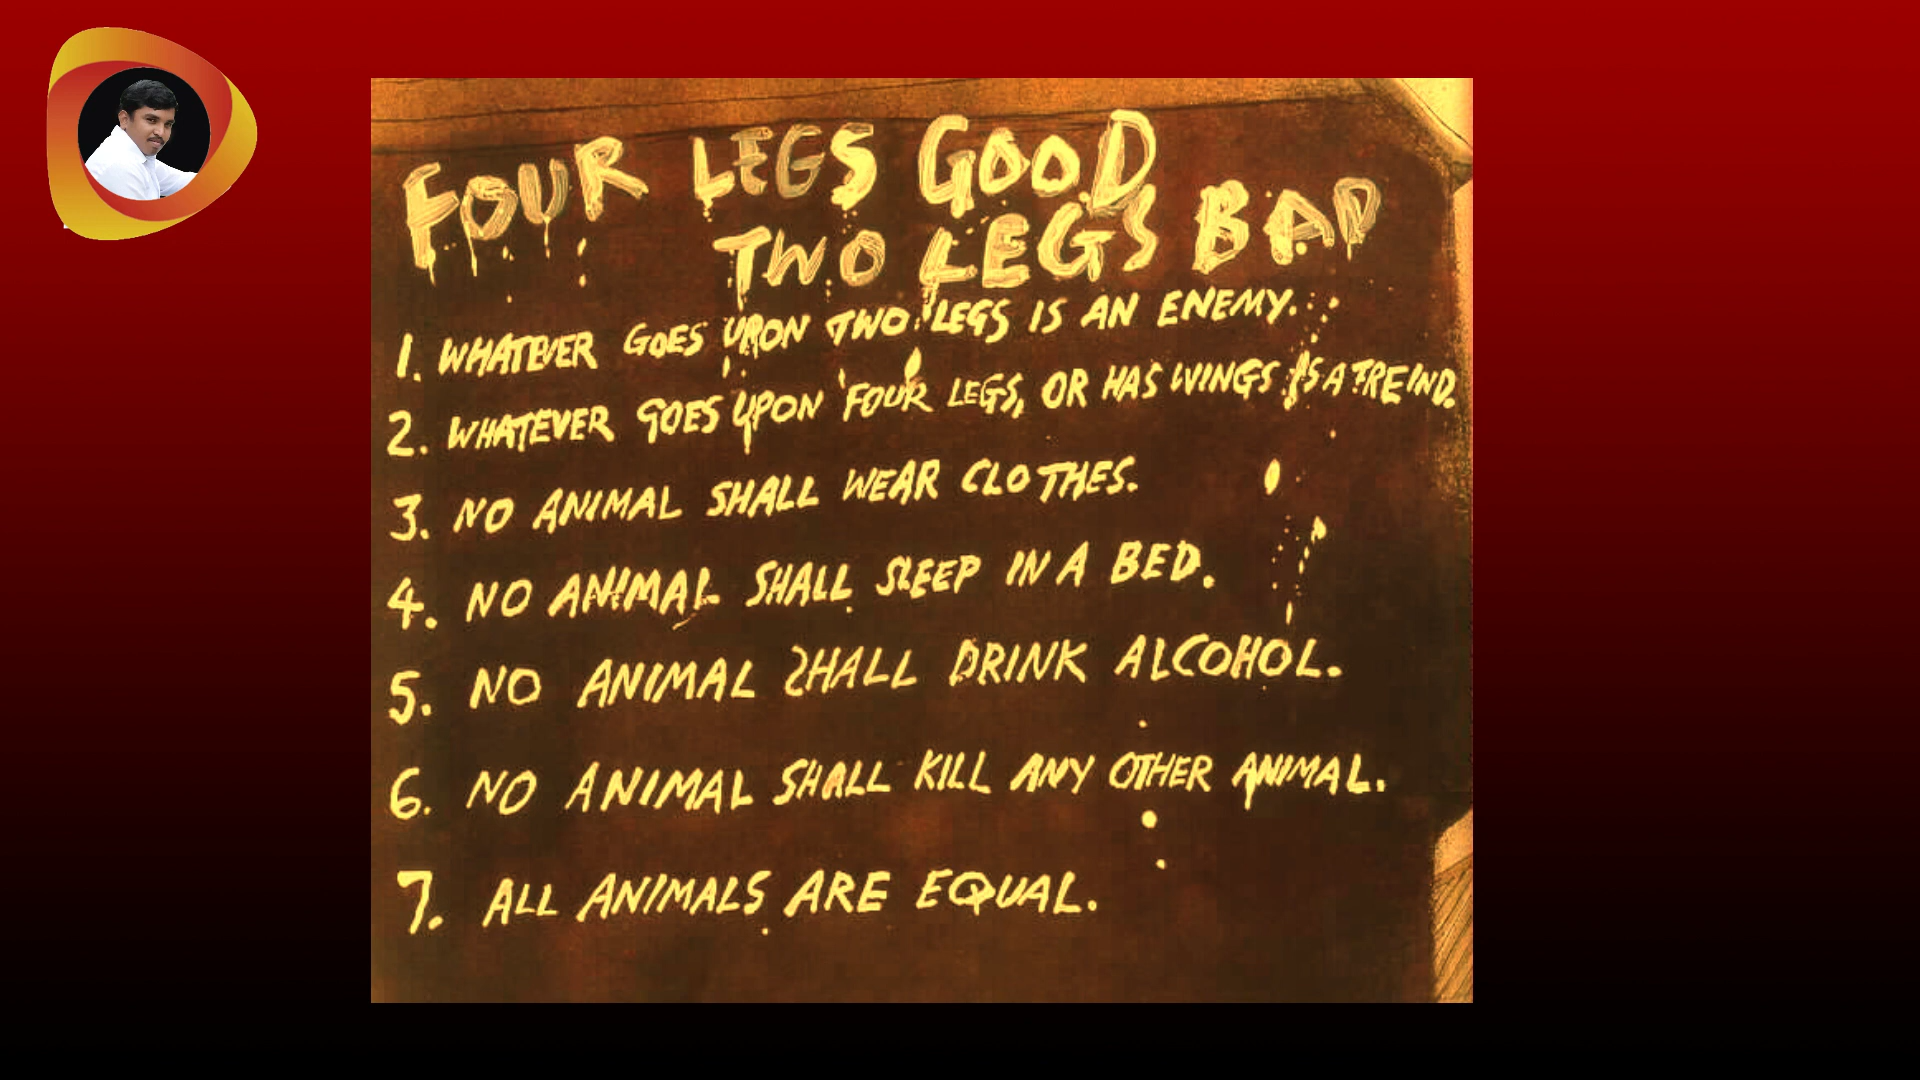 FOUR LEGS GOOD
TWO LEGS BAD
1. WHATEVER GOES UPON TWO LEGS IS AN ENEMY.
2. WHATEVER GOES UPON FOUR LEGS, OR HAS WINGS IS A FREIND.
3. NO ANIMAL SHALL WEAR CLOTHES.
4. NO ANIMAL SHALL SLEEP IN A BED.
5. NO ANIMAL SHALL DRINK ALCOHOL.
6. NO ANIMAL SHALL KILL ANY OTHER ANIMAL.
7. ALL ANIMALS ARE EQUAL.